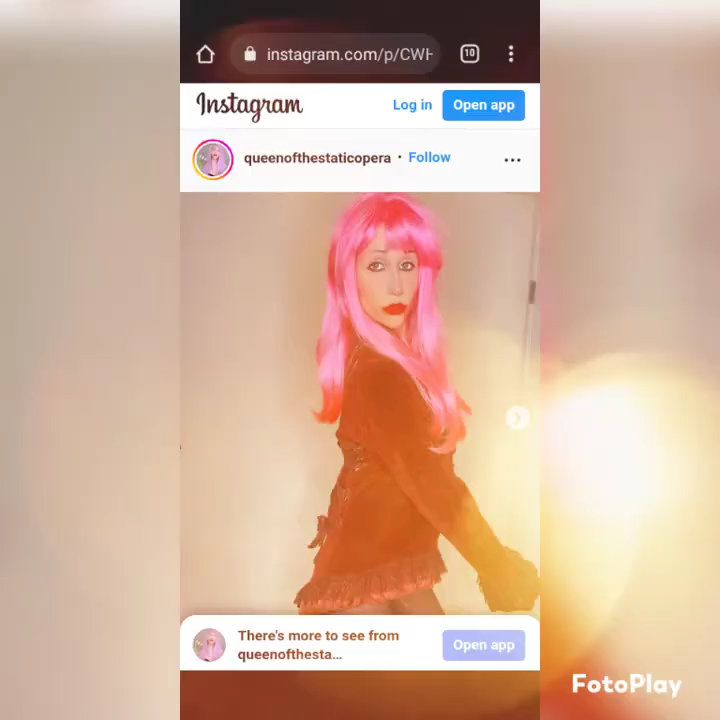 instagram.com/p/CWH
10
Instagram
Log in
Open app
queenofthestaticopera • Follow
There's more to see from
queenofthesta...
Open app
FotoPlay